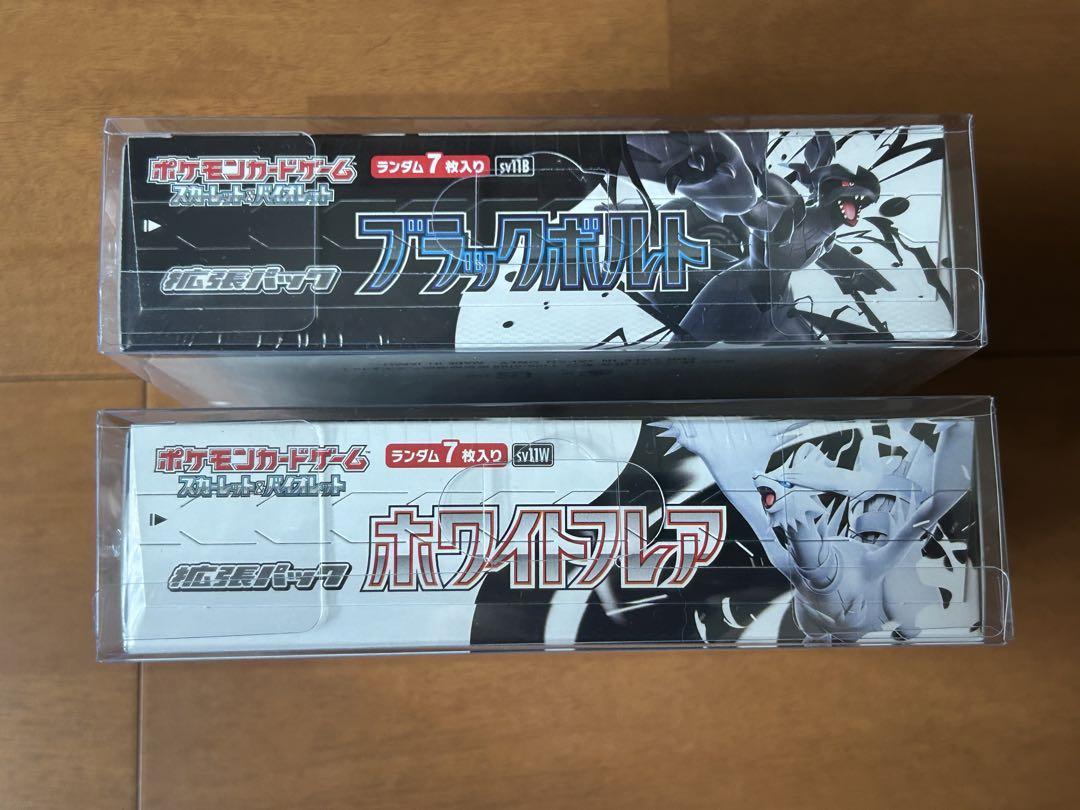 ポケモンカードゲーム
スカーレット&バイオレット
ランダム7枚入り
sv11B
拡張パック
ブラックボルト
ポケモンカードゲーム
スカーレット&バイオレット
ランダム7枚入り
sv11W
拡張パック
ホワイトフレア